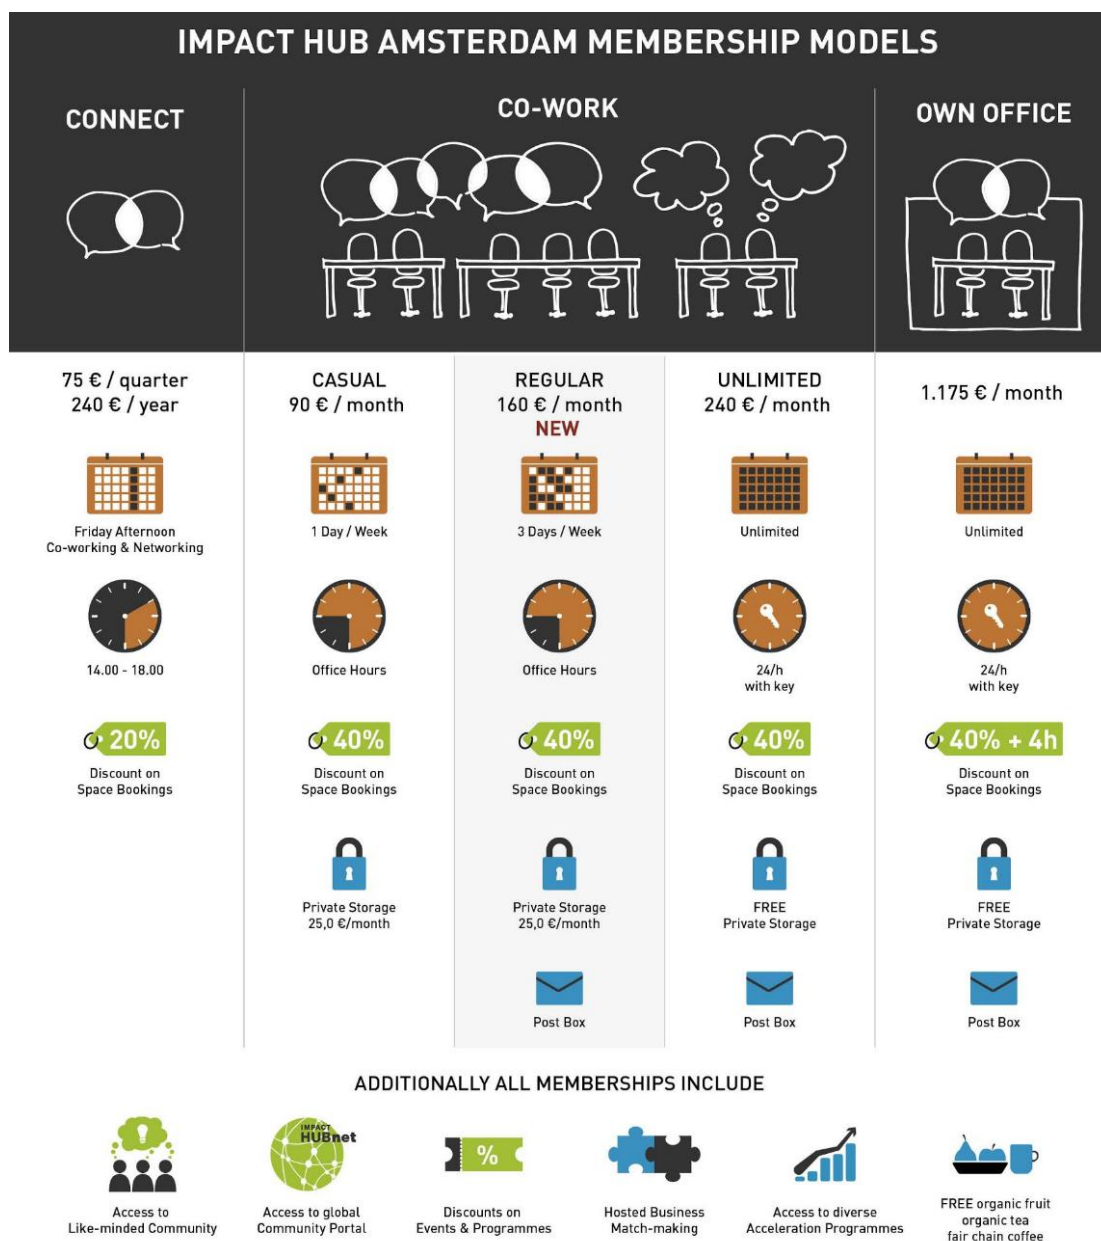 IMPACT HUB AMSTERDAM MEMBERSHIP MODELS
CONNECT
CO-WORK
OWN OFFICE
75 € / quarter
240 € / year
CASUAL
90 € / month
REGULAR
160 € / month
NEW
UNLIMITED
240 € / month
1.175 € / month
Friday Afternoon
Co-working & Networking
1 Day / Week
3 Days / Week
Unlimited
Unlimited
14.00 - 18.00
Office Hours
Office Hours
24/h
with key
24/h
with key
20%
Discount on
Space Bookings
40%
Discount on
Space Bookings
40%
Discount on
Space Bookings
40%
Discount on
Space Bookings
40% + 4h
Discount on
Space Bookings
Private Storage
25,0 €/month
Private Storage
25,0 €/month
FREE
Private Storage
FREE
Private Storage
Post Box
Post Box
Post Box
ADDITIONALLY ALL MEMBERSHIPS INCLUDE
Access to
Like-minded Community
IMPACT
HUBnet
Access to global
Community Portal
%
Discounts on
Events & Programmes
Hosted Business
Match-making
Access to diverse
Acceleration Programmes
FREE organic fruit
organic tea
fair chain coffee